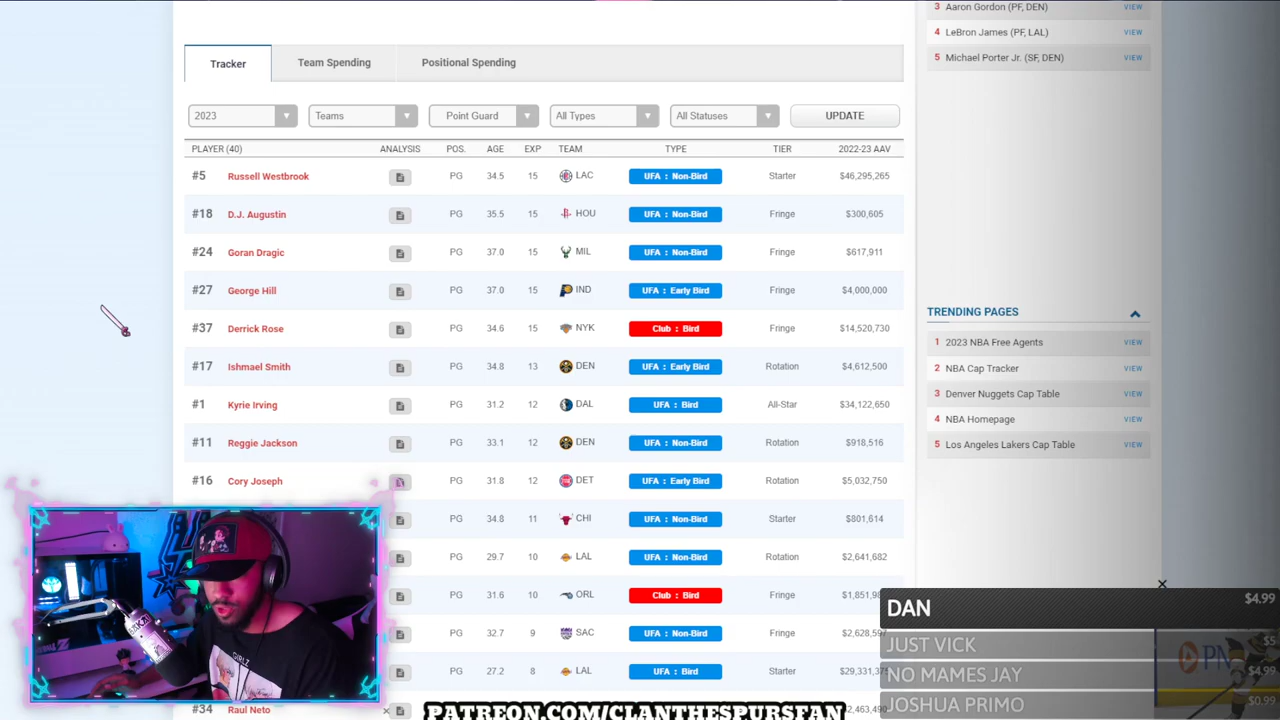 3 Aaron Gordon (PF, DEN) VIEW
4 LeBron James (PF, LAL) VIEW
5 Michael Porter Jr. (SF, DEN) VIEW
Tracker Team Spending Positional Spending
2023 Teams Point Guard All Types All Statuses UPDATE
PLAYER (40) ANALYSIS POS. AGE EXP TEAM TYPE TIER 2022-23 AAV
#5 Russell Westbrook PG 34.5 15 LAC UFA : Non-Bird Starter $46,295,265
#18 D.J. Augustin PG 35.5 15 HOU UFA : Non-Bird Fringe $300,605
#24 Goran Dragic PG 37.0 15 MIL UFA : Non-Bird Fringe $617,911
#27 George Hill PG 37.0 15 IND UFA : Early Bird Fringe $4,000,000
#37 Derrick Rose PG 34.6 15 NYK Club : Bird Fringe $14,520,730
#17 Ishmael Smith PG 34.8 13 DEN UFA : Early Bird Rotation $4,612,500
#1 Kyrie Irving PG 31.2 12 DAL UFA : Bird All-Star $34,122,650
#11 Reggie Jackson PG 33.1 12 DEN UFA : Non-Bird Rotation $918,516
#16 Cory Joseph PG 31.8 12 DET UFA : Early Bird Rotation $5,032,750
PG 34.8 11 CHI UFA : Non-Bird Starter $801,614
PG 29.7 10 LAL UFA : Non-Bird Rotation $2,641,682
PG 31.6 10 ORL Club : Bird Fringe
PG 32.7 9 SAC UFA : Non-Bird Fringe
PG 27.2 8 LAL UFA : Bird Starter
#34 Raul Neto
TRENDING PAGES
1 2023 NBA Free Agents VIEW
2 NBA Cap Tracker VIEW
3 Denver Nuggets Cap Table VIEW
4 NBA Homepage VIEW
5 Los Angeles Lakers Cap Table VIEW
DAN $4.99
JUST VICK
NO MAMES JAY $4.99
JOSHUA PRIMO $0.99
PATREON.COM/CLANTHESPURSFAN